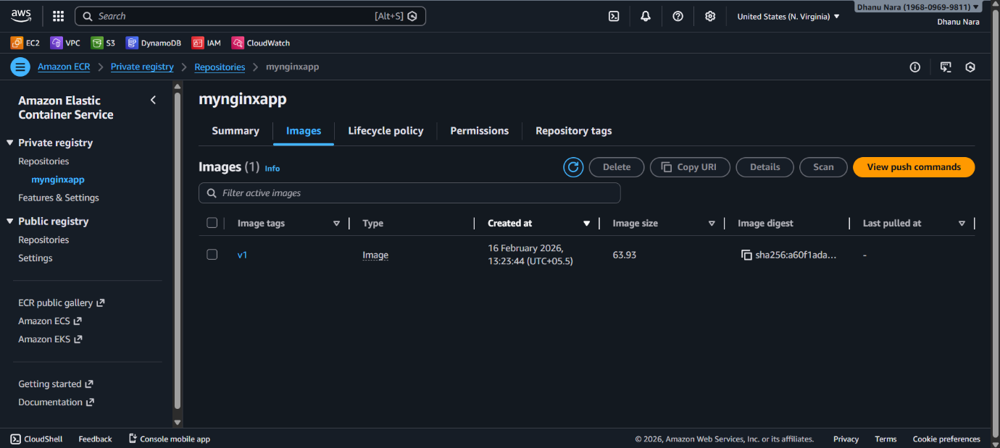 aws
Search [Alt+S]
United States (N. Virginia)
Dhanu Nara (1968-0969-9811)
Dhanu Nara
EC2 VPC S3 DynamoDB IAM CloudWatch
Amazon ECR Private registry Repositories mynginxapp
Amazon Elastic
Container Service
Private registry
Repositories
mynginxapp
Features & Settings
Public registry
Repositories
Settings
ECR public gallery
Amazon ECS
Amazon EKS
Getting started
Documentation
mynginxapp
Summary Images Lifecycle policy Permissions Repository tags
Images (1) Info Delete Copy URI Details Scan View push commands
Filter active images
Image tags Type Created at Image size Image digest Last pulled at
v1 Image 16 February 2026, 63.93 sha256:a60f1ada... -
13:23:44 (UTC+05.5)
CloudShell Feedback Console mobile app © 2026, Amazon Web Services, Inc. or its affiliates. Privacy Terms Cookie preferences